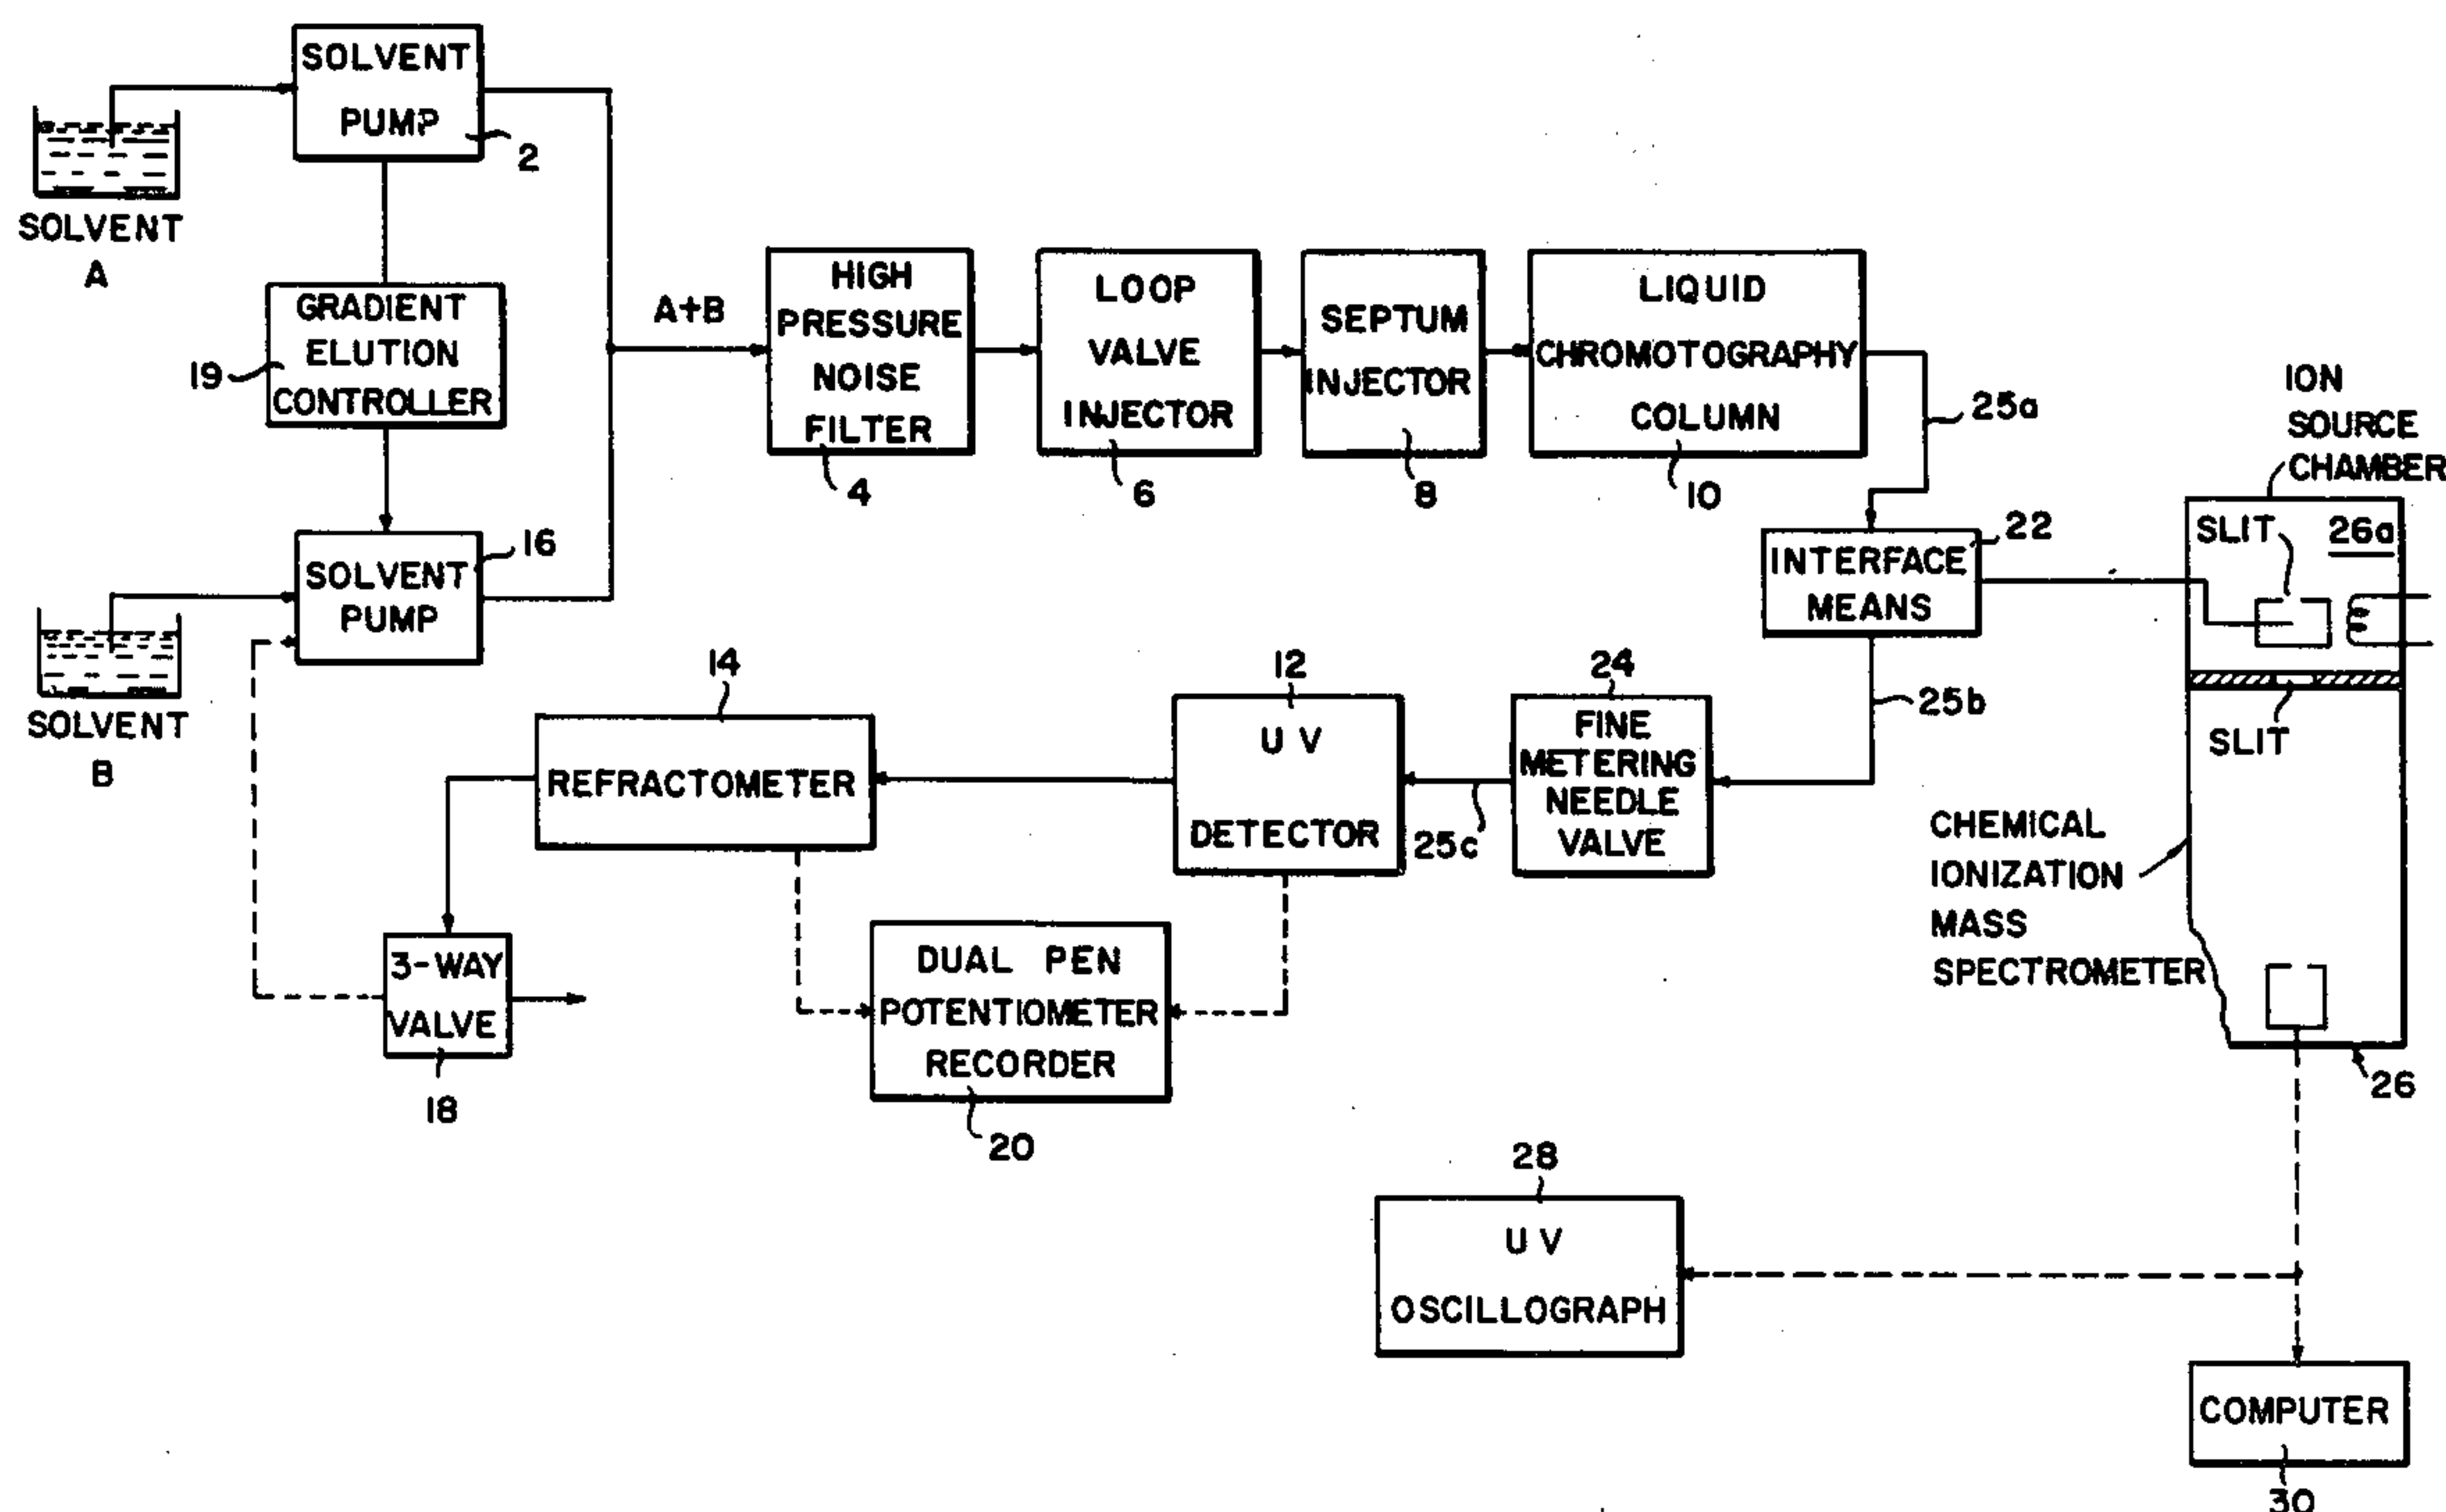 SOLVENT
PUMP
2
SOLVENT
A
GRADIENT
ELUTION
CONTROLLER
19
A+B
HIGH
PRESSURE
NOISE
FILTER
4
LOOP
VALVE
INJECTOR
6
SEPTUM
INJECTOR
8
LIQUID
CHROMOTOGRAPHY
COLUMN
10
25a
ION
SOURCE
CHAMBER
SLIT
26a
22
INTERFACE
MEANS
16
SOLVENT
PUMP
SOLVENT
B
14
REFRACTOMETER
12
UV
DETECTOR
25c
24
FINE
METERING
NEEDLE
VALVE
25b
SLIT
CHEMICAL
IONIZATION
MASS
SPECTROMETER
26
3-WAY
VALVE
18
DUAL PEN
POTENTIOMETER
RECORDER
20
28
UV
OSCILLOGRAPH
COMPUTER
30